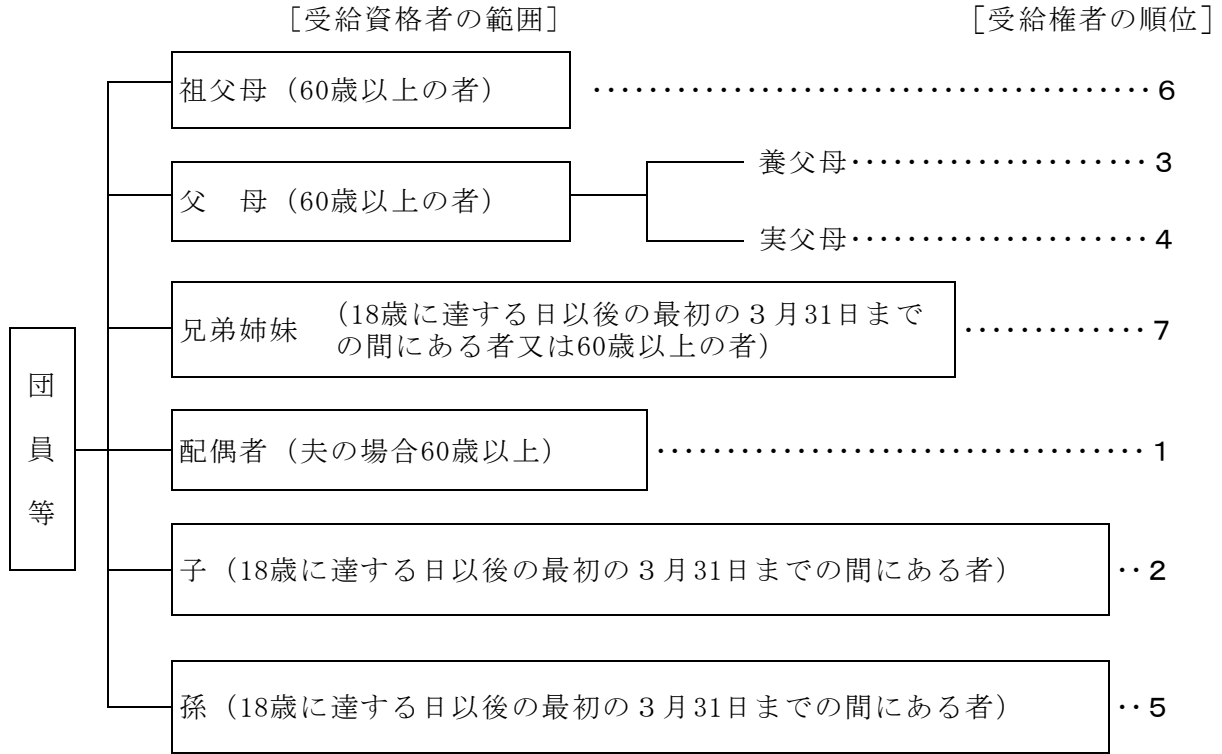 ［受給資格者の範囲］ ［受給権者の順位］
祖父母（60歳以上の者） ・・・・・・・・・・・・・・・・・・・・・・・・・・・・・・・・・・・・・・・・６
養父母・・・・・・・・・・・・・・・・・・・・・３
父　母（60歳以上の者）
実父母・・・・・・・・・・・・・・・・・・・・・４
兄弟姉妹 （18歳に達する日以後の最初の３月31日まで
の間にある者又は60歳以上の者） ・・・・・・・・・・・・・７
団員等
配偶者（夫の場合60歳以上） ・・・・・・・・・・・・・・・・・・・・・・・・・・・・・・・・・・１
子（18歳に達する日以後の最初の３月31日までの間にある者） ・・２
孫（18歳に達する日以後の最初の３月31日までの間にある者） ・・５